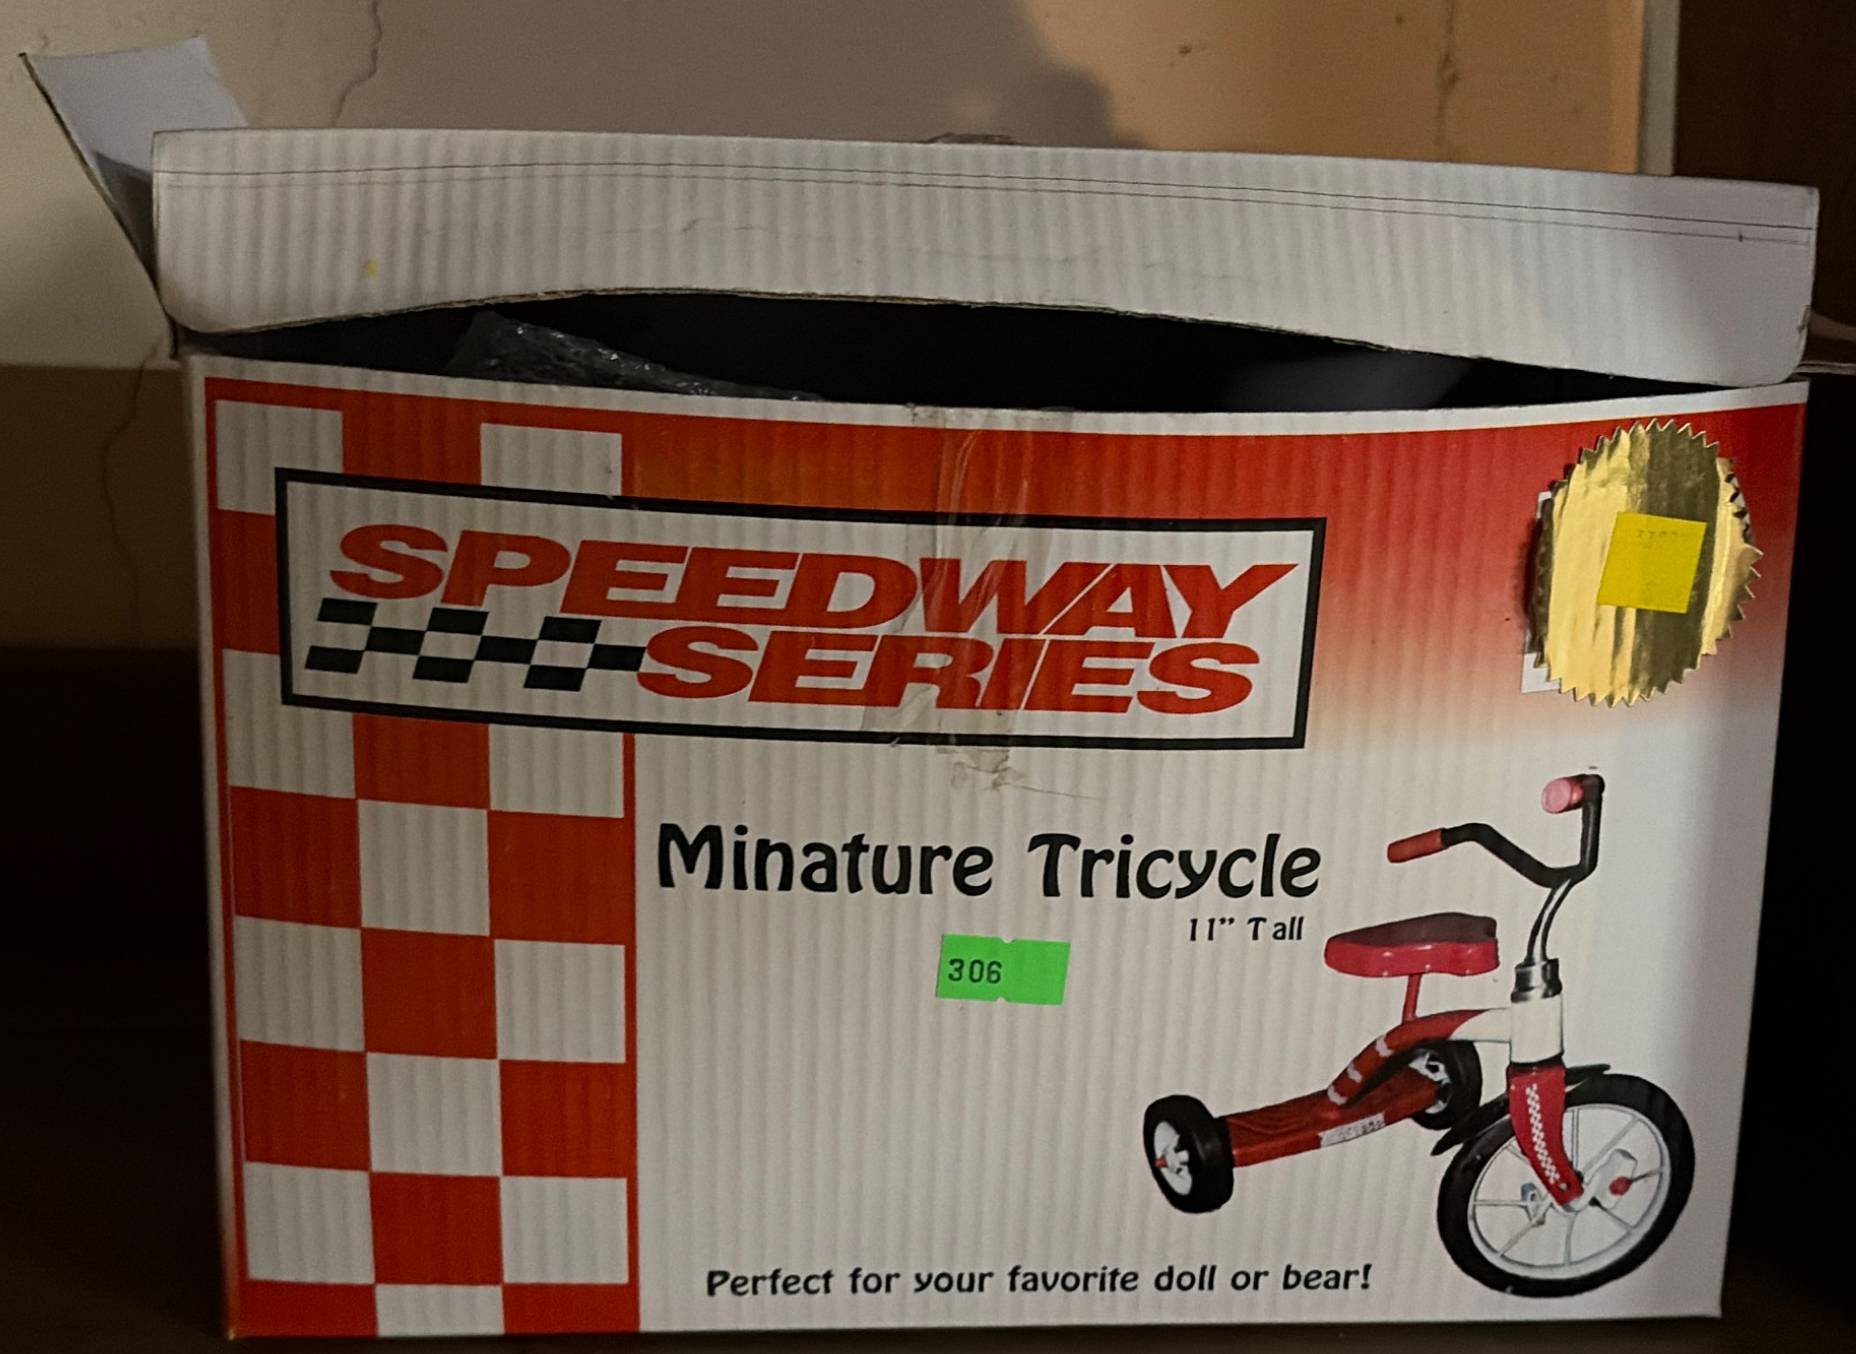 SPEEDWAY
SERIES
Minature Tricycle
11” Tall
306
Perfect for your favorite doll or bear!